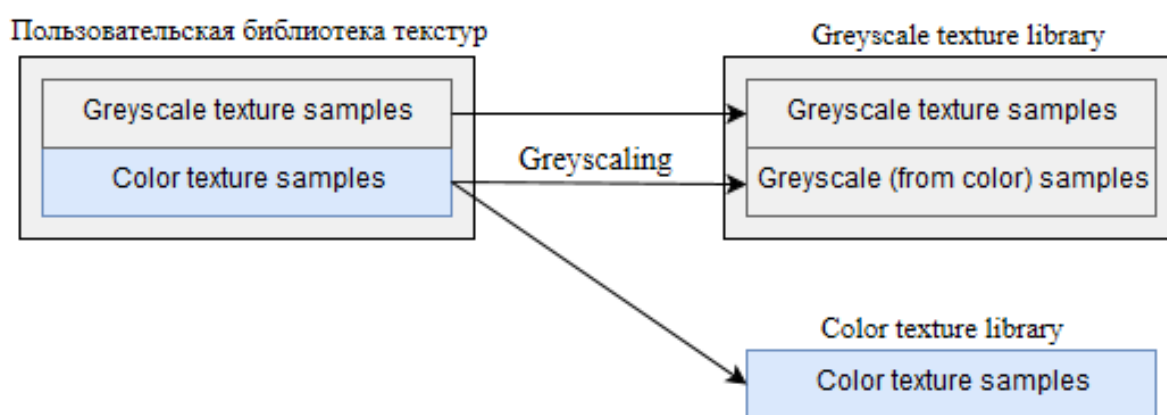 Пользовательская библиотека текстур
Greyscale texture samples
Color texture samples
Greyscaling
Greyscale texture library
Greyscale texture samples
Greyscale (from color) samples
Color texture library
Color texture samples